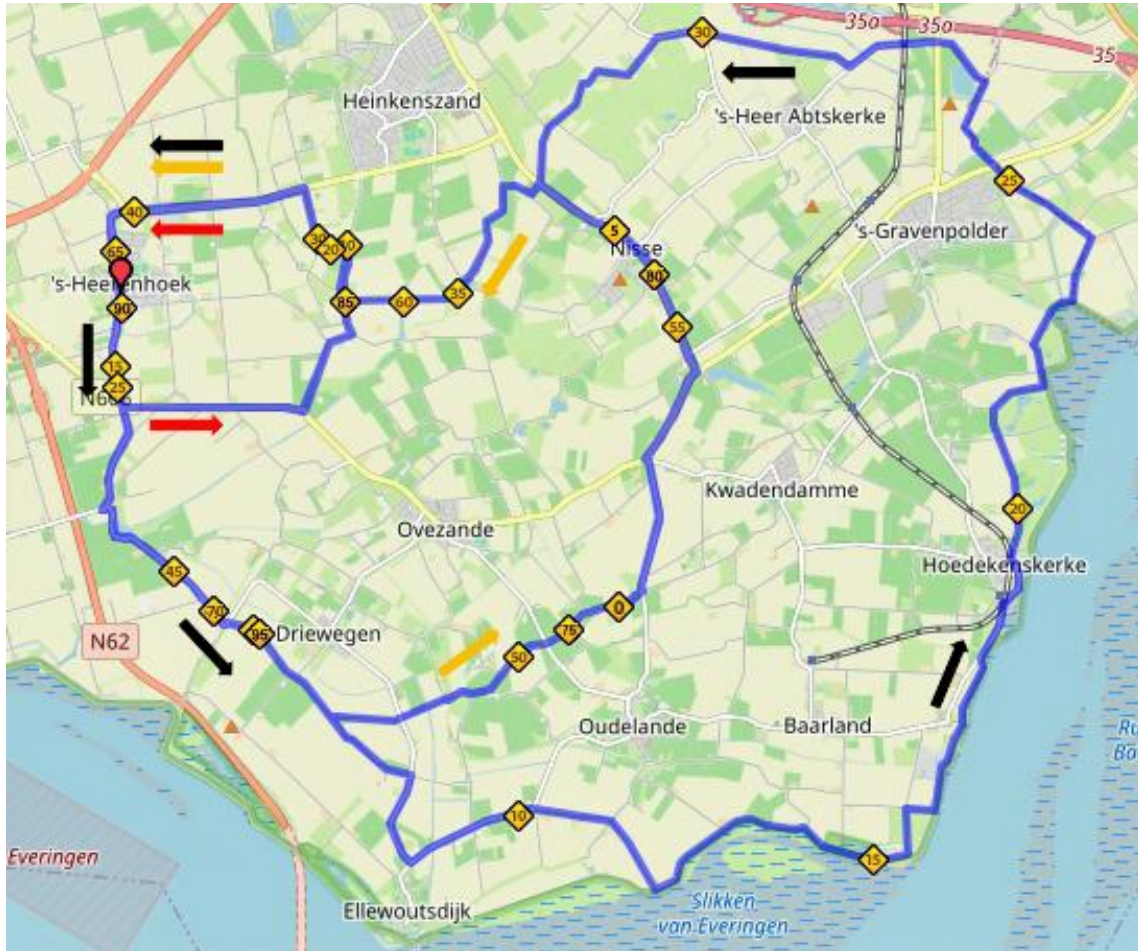 35a
35a
35
30
Heinkenszand
's-Heer Abtskerke
25
40
's-Gravenpolder
5
65
30
20
10
Nisse
's-Heerenhoek
80
90
85
60
35
55
15
25
Kwadendamme
20
Ovezande
Hoedekenskerke
45
70
0
N62
95
Driewegen
75
50
Oudelande
Baarland
10
Everingen
15
Ellewoutsdijk
Slikken
van Everingen